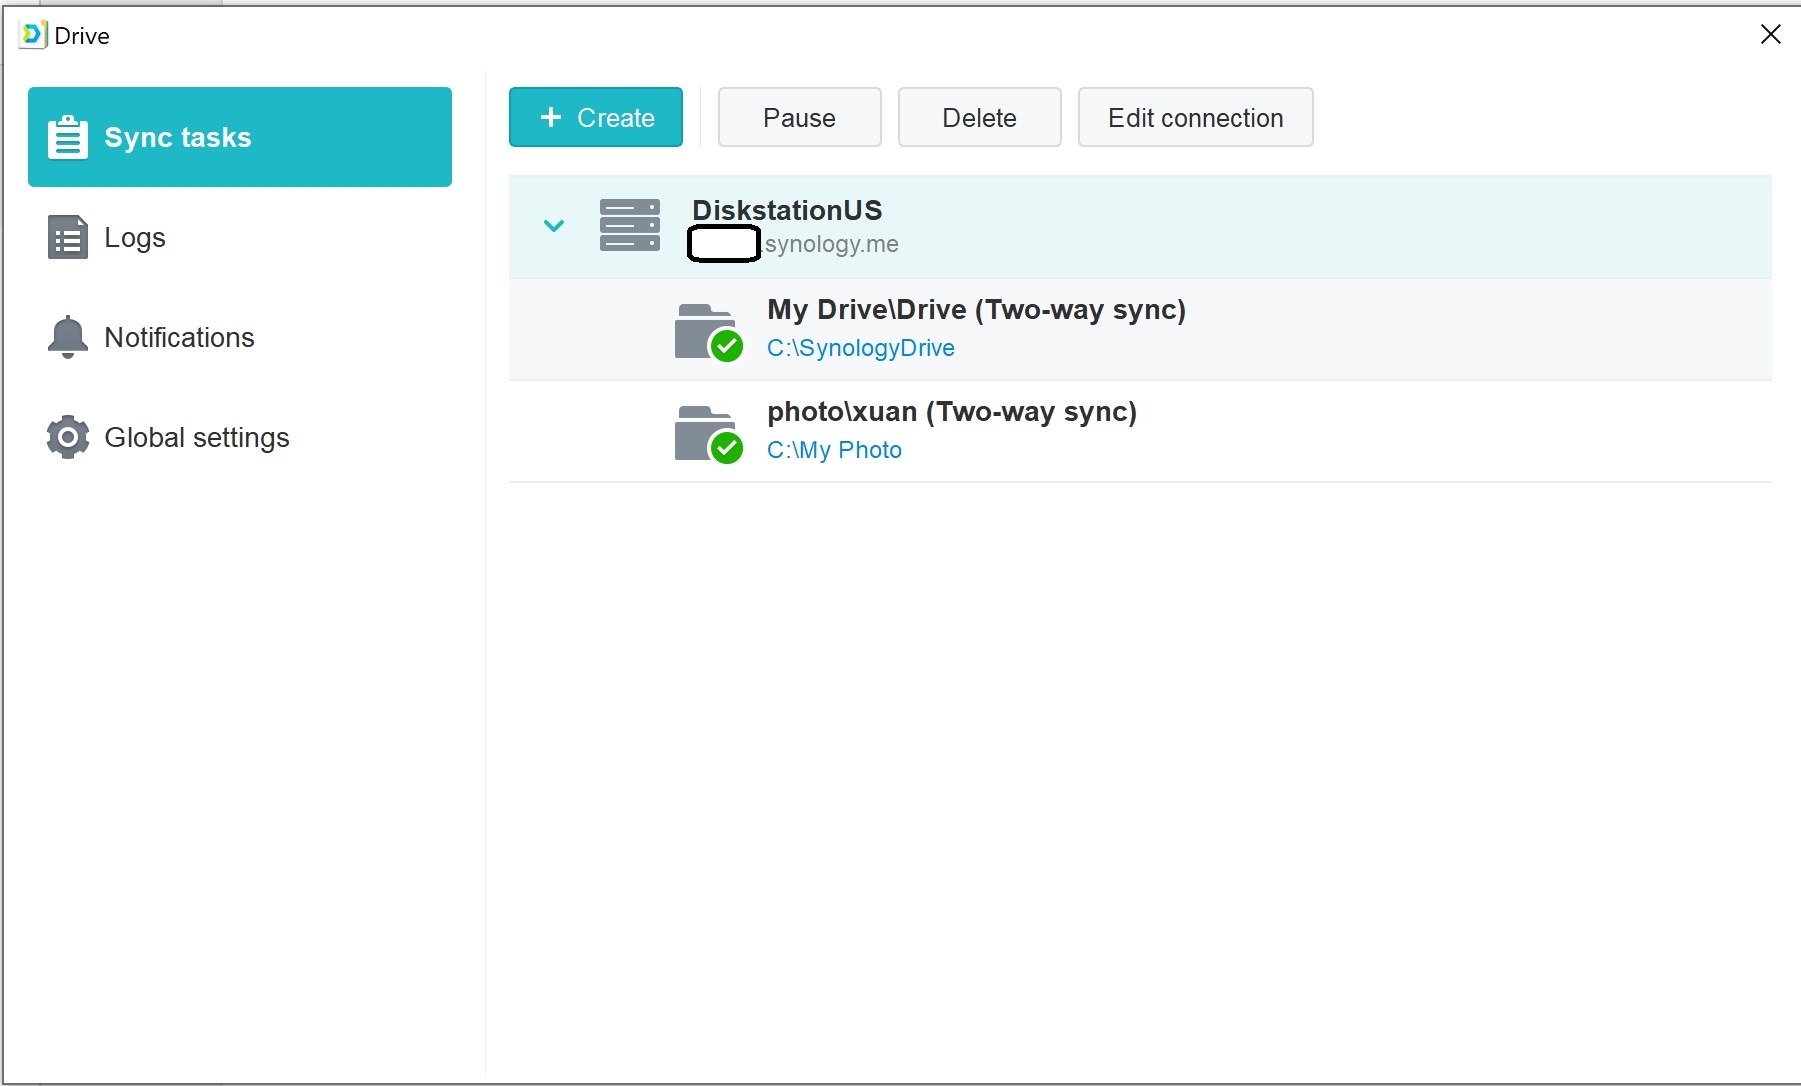 Drive
Sync tasks
Logs
Notifications
Global settings
+ Create
Pause
Delete
Edit connection
DiskstationUS
.synology.me
My Drive\Drive (Two-way sync)
C:\SynologyDrive
photo\xuan (Two-way sync)
C:\My Photo